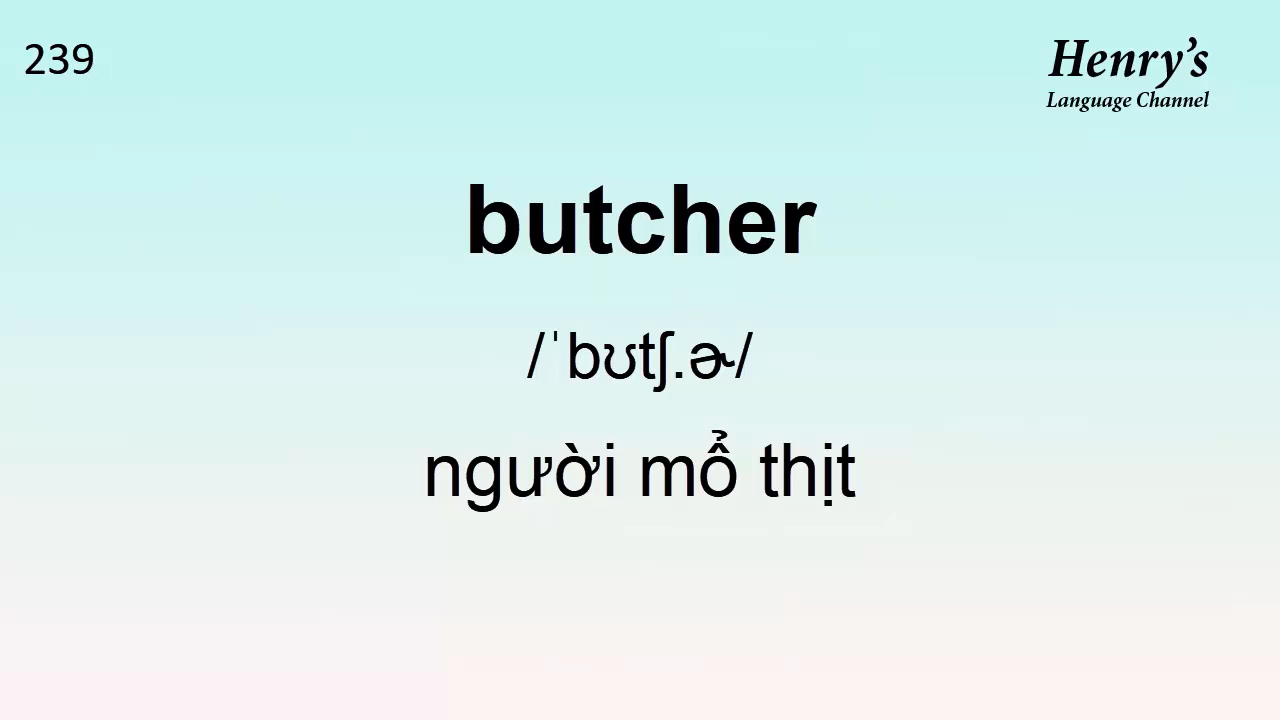 239
Henry's
Language Channel
butcher
/ˈbʊtʃ.ɚ/
người mổ thịt